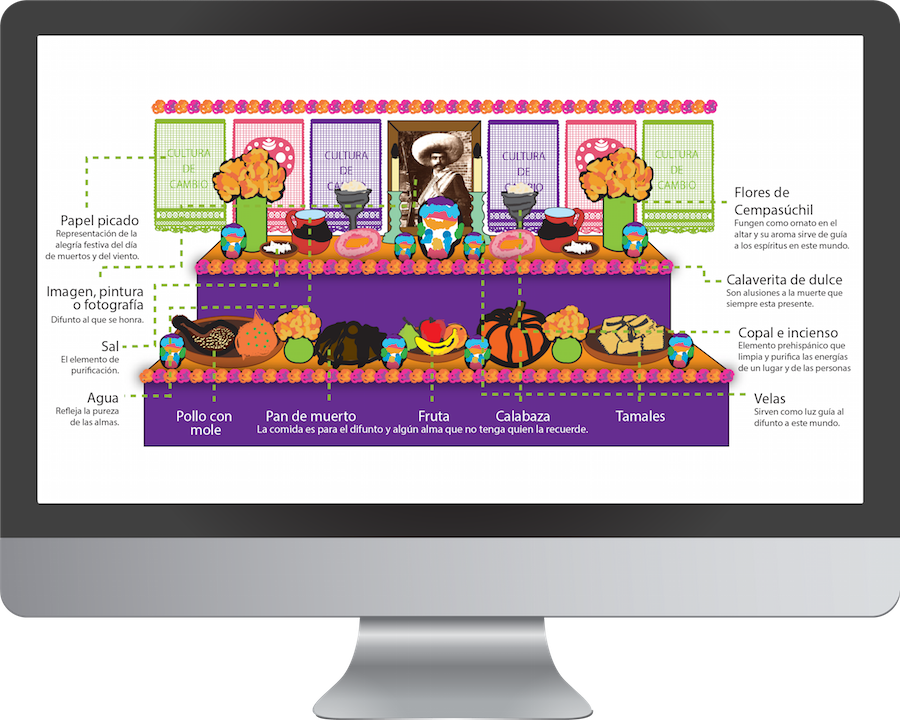 CULTURA
DE
CAMBIO
CULTURA
DE
CAMBIO
CULTURA
DE
CAMBIO
CULTURA
DE
CAMBIO
Papel picado
Representación de la
alegría festiva del día
de muertos y del viento.
Imagen, pintura
o fotografía
Difunto al que se honra.
Sal
El elemento de
purificación.
Agua
Refleja la pureza
de las almas.
Flores de
Cempasúchil
Fungen como ornato en el
altar y su aroma sirve de guía
a los espíritus en este mundo.
Calaverita de dulce
Son alusiones a la muerte que
siempre esta presente.
Copal e incienso
Elemento prehispánico que
limpia y purifica las energías
de un lugar y de las personas
Velas
Sirven como luz guía al
difunto a este mundo.
Pollo con
mole
Pan de muerto
Fruta
Calabaza
Tamales
La comida es para el difunto y algún alma que no tenga quien la recuerde.